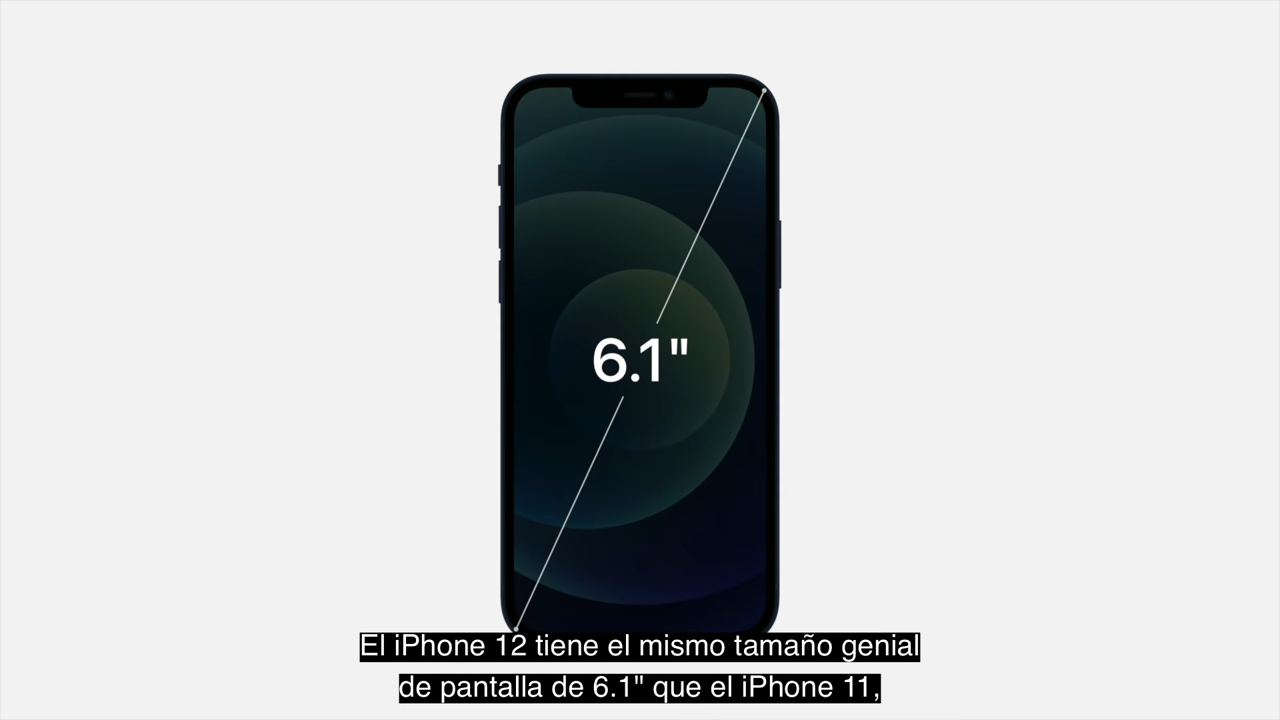 6.1"
El iPhone 12 tiene el mismo tamaño genial
de pantalla de 6.1" que el iPhone 11,